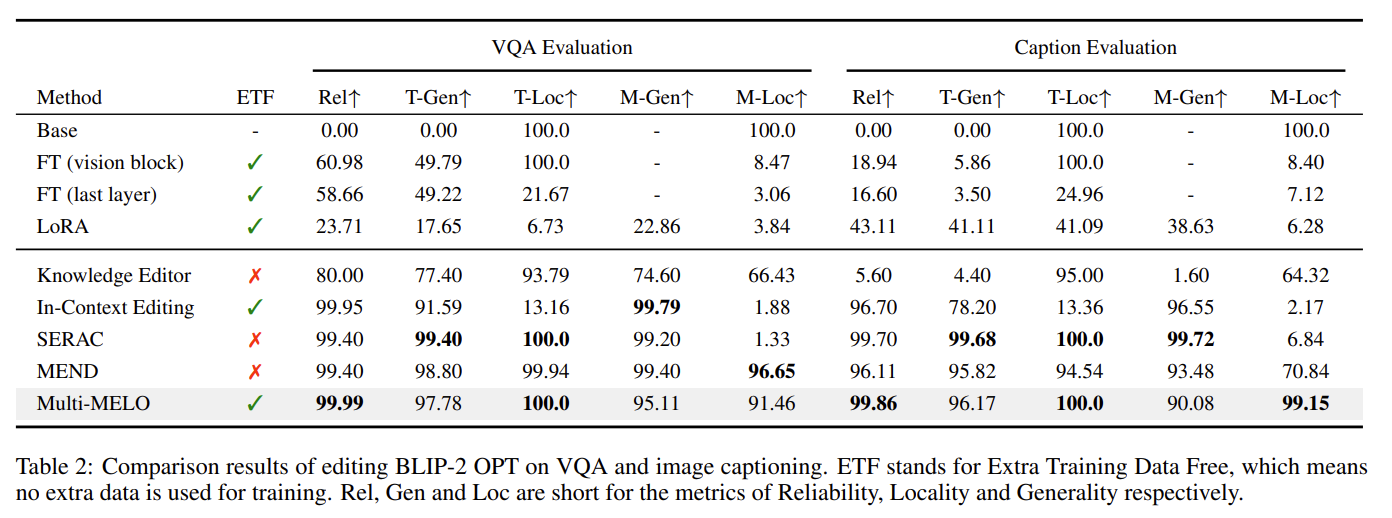 VQA Evaluation Caption Evaluation
Method ETF Rel↑ T-Gen↑ T-Loc↑ M-Gen↑ M-Loc↑ Rel↑ T-Gen↑ T-Loc↑ M-Gen↑ M-Loc↑
Base - 0.00 0.00 100.0 - 100.0 0.00 0.00 100.0 - 100.0
FT (vision block) ✓ 60.98 49.79 100.0 - 8.47 18.94 5.86 100.0 - 8.40
FT (last layer) ✓ 58.66 49.22 21.67 - 3.06 16.60 3.50 24.96 - 7.12
LoRA ✓ 23.71 17.65 6.73 22.86 3.84 43.11 41.11 41.09 38.63 6.28
Knowledge Editor ✗ 80.00 77.40 93.79 74.60 66.43 5.60 4.40 95.00 1.60 64.32
In-Context Editing ✓ 99.95 91.59 13.16 99.79 1.88 96.70 78.20 13.36 96.55 2.17
SERAC ✗ 99.40 99.40 100.0 99.20 1.33 99.70 99.68 100.0 99.72 6.84
MEND ✗ 99.40 98.80 99.94 99.40 96.65 96.11 95.82 94.54 93.48 70.84
Multi-MELO ✓ 99.99 97.78 100.0 95.11 91.46 99.86 96.17 100.0 90.08 99.15
Table 2: Comparison results of editing BLIP-2 OPT on VQA and image captioning. ETF stands for Extra Training Data Free, which means
no extra data is used for training. Rel, Gen and Loc are short for the metrics of Reliability, Locality and Generality respectively.